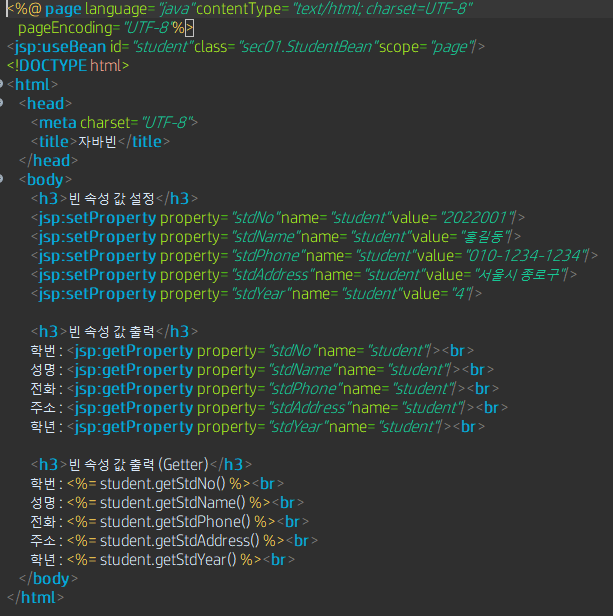 <%@ page language="java" contentType="text/html; charset=UTF-8"
pageEncoding="UTF-8"%>
<jsp:useBean id="student" class="sec01.StudentBean" scope="page"/>
<!DOCTYPE html>
<html>
<head>
<meta charset="UTF-8">
<title>자바빈</title>
</head>
<body>
<h3>빈 속성 값 설정</h3>
<jsp:setProperty property="stdNo" name="student" value="2022001"/>
<jsp:setProperty property="stdName" name="student" value="홍길동"/>
<jsp:setProperty property="stdPhone" name="student" value="010-1234-1234"/>
<jsp:setProperty property="stdAddress" name="student" value="서울시 종로구"/>
<jsp:setProperty property="stdYear" name="student" value="4"/>
<h3>빈 속성 값 출력</h3>
학번 : <jsp:getProperty property="stdNo" name="student"/><br>
성명 : <jsp:getProperty property="stdName" name="student"/><br>
전화 : <jsp:getProperty property="stdPhone" name="student"/><br>
주소 : <jsp:getProperty property="stdAddress" name="student"/><br>
학년 : <jsp:getProperty property="stdYear" name="student"/><br>
<h3>빈 속성 값 출력 (Getter)</h3>
학번 : <%= student.getStdNo() %><br>
성명 : <%= student.getStdName() %><br>
전화 : <%= student.getStdPhone() %><br>
주소 : <%= student.getStdAddress() %><br>
학년 : <%= student.getStdYear() %><br>
</body>
</html>